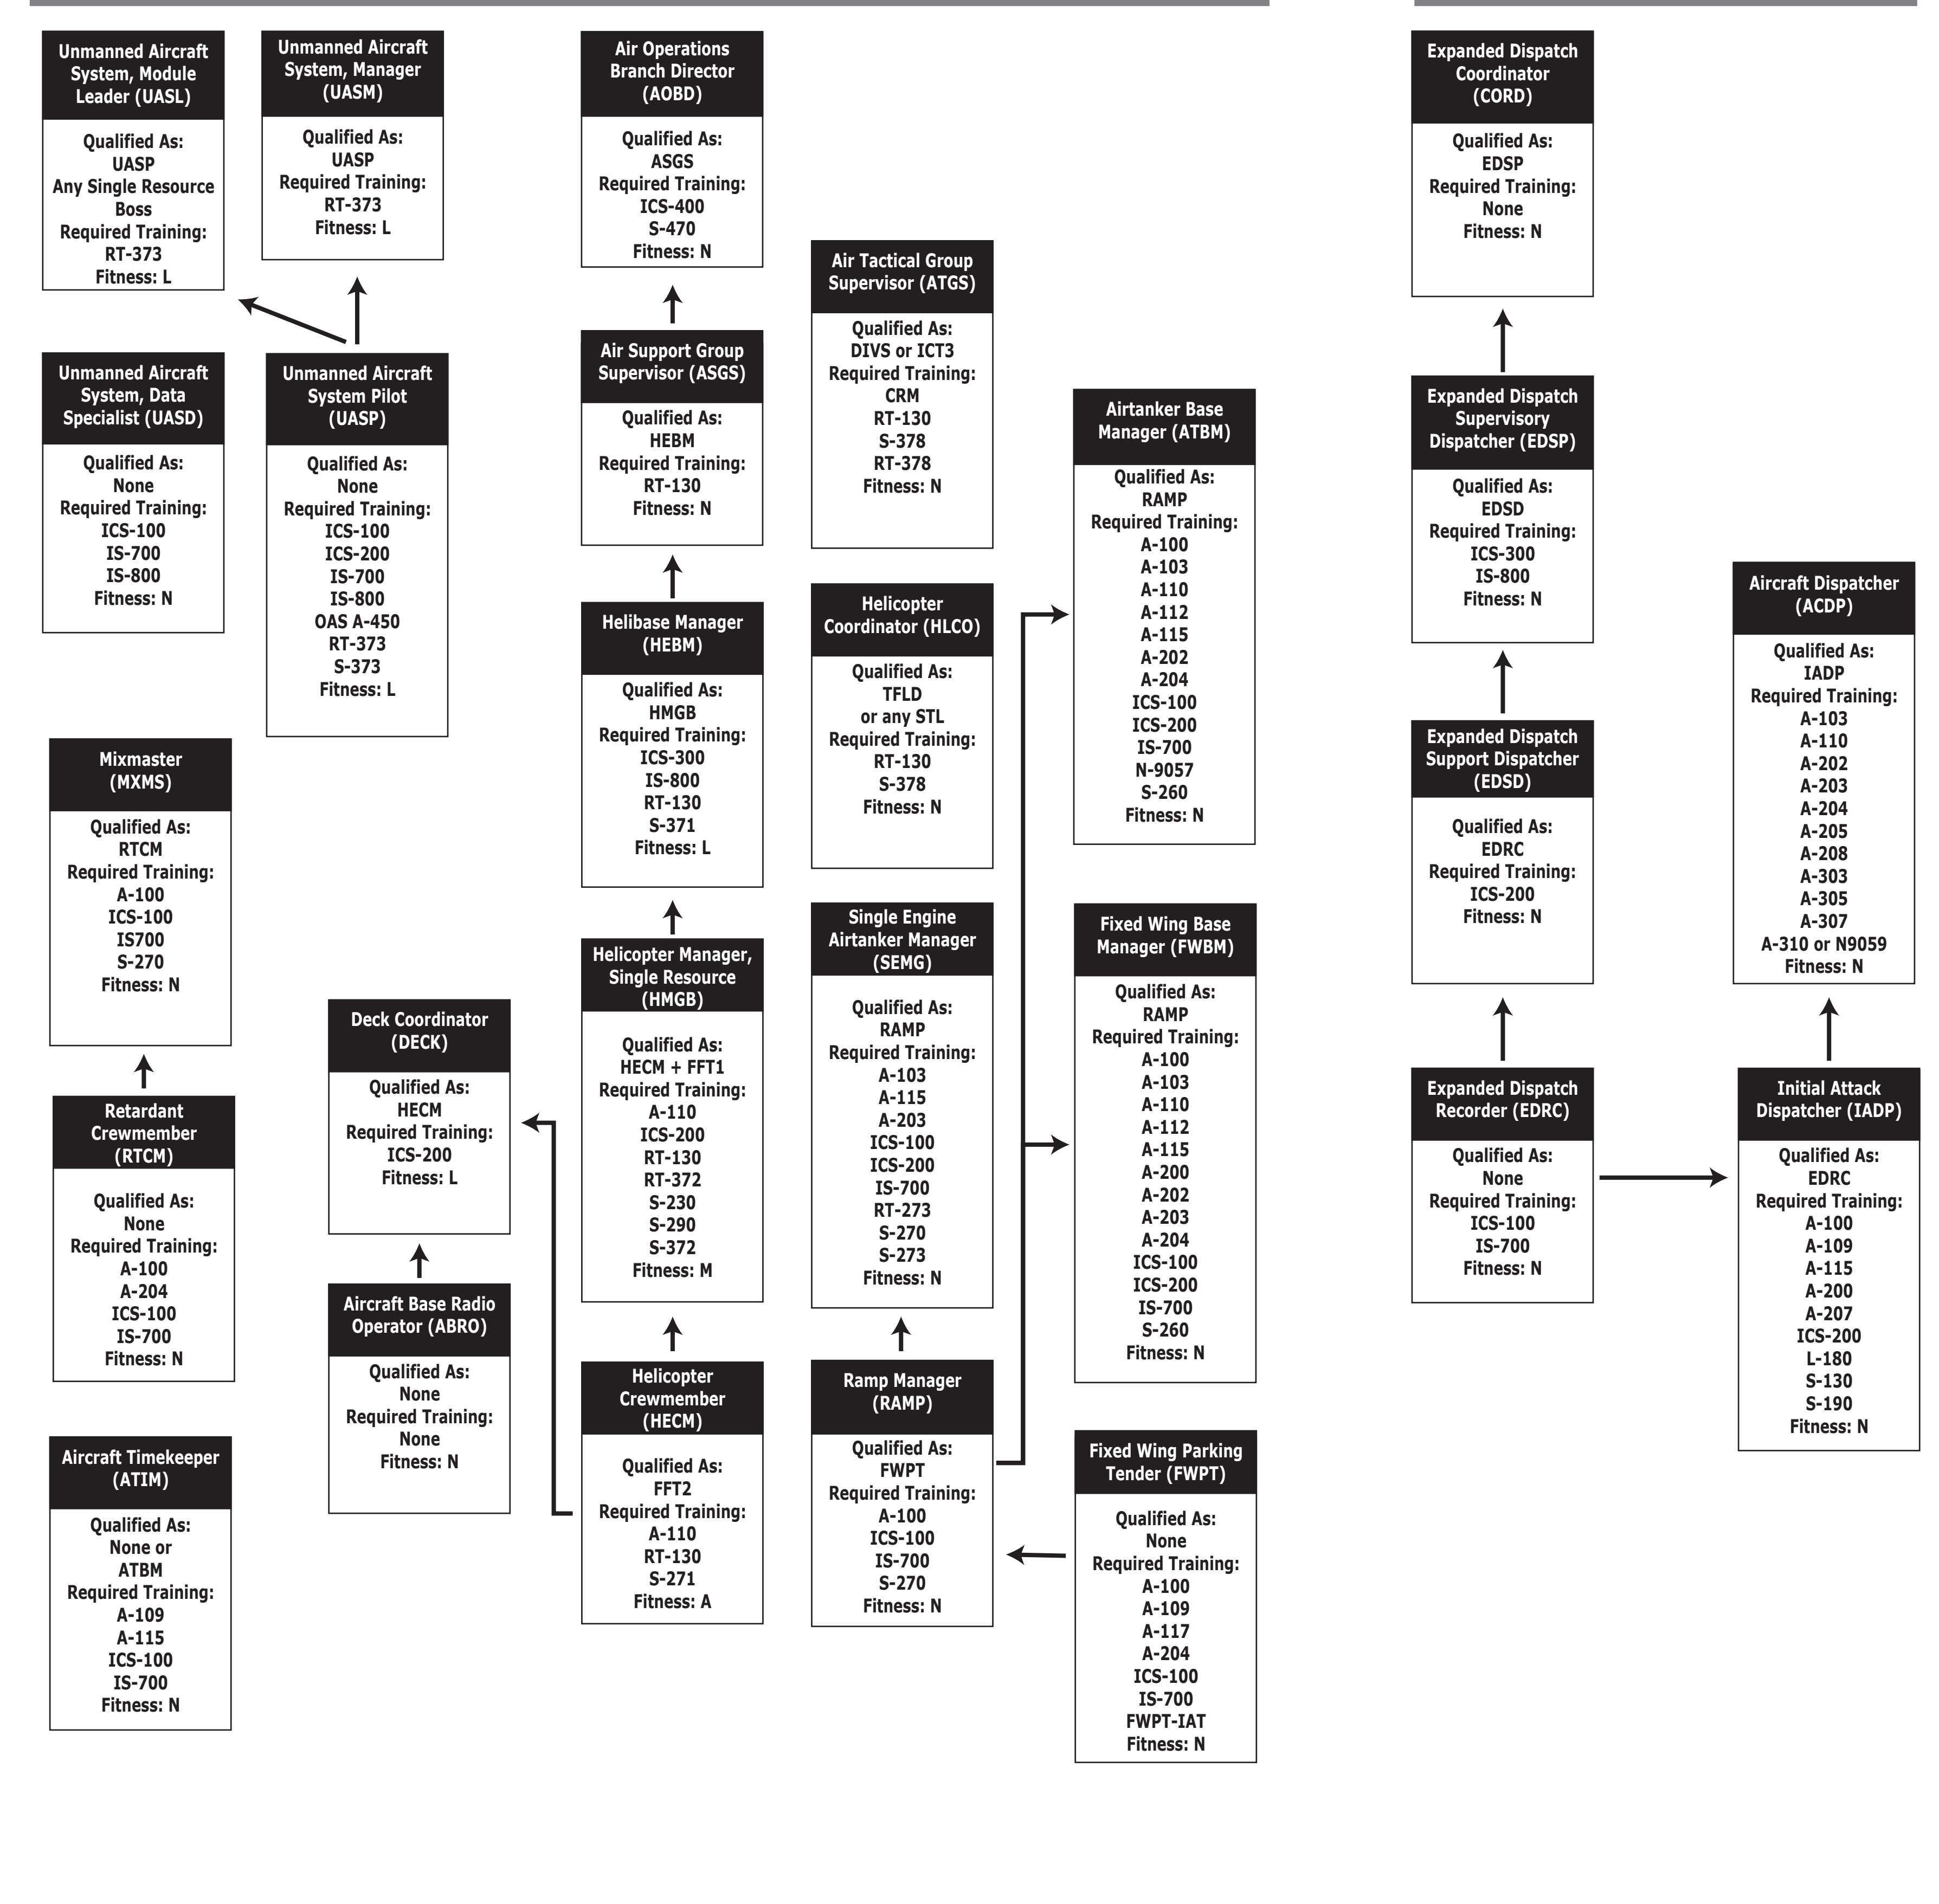 Unmanned Aircraft
System, Module
Leader (UASL)
Qualified As:
UASP
Any Single Resource
Boss
Required Training:
RT-373
Fitness: L
Unmanned Aircraft
System, Manager
(UASM)
Qualified As:
UASP
Required Training:
RT-373
Fitness: L
Unmanned Aircraft
System, Data
Specialist (UASD)
Qualified As:
None
Required Training:
ICS-100
IS-700
IS-800
Fitness: N
Unmanned Aircraft
System Pilot
(UASP)
Qualified As:
None
Required Training:
ICS-100
ICS-200
IS-700
IS-800
OAS A-450
RT-373
S-373
Fitness: L
Mixmaster
(MXMS)
Qualified As:
RTCM
Required Training:
A-100
ICS-100
IS700
S-270
Fitness: N
Retardant
Crewmember
(RTCM)
Qualified As:
None
Required Training:
A-100
A-204
ICS-100
IS-700
Fitness: N
Aircraft Timekeeper
(ATIM)
Qualified As:
None or
ATBM
Required Training:
A-109
A-115
ICS-100
IS-700
Fitness: N
Deck Coordinator
(DECK)
Qualified As:
HECM
Required Training:
ICS-200
Fitness: L
Aircraft Base Radio
Operator (ABRO)
Qualified As:
None
Required Training:
None
Fitness: N
Air Operations
Branch Director
(AOBD)
Qualified As:
ASGS
Required Training:
ICS-400
S-470
Fitness: N
Air Support Group
Supervisor (ASGS)
Qualified As:
HEBM
Required Training:
RT-130
Fitness: N
Helibase Manager
(HEBM)
Qualified As:
HMGB
Required Training:
ICS-300
IS-800
RT-130
S-371
Fitness: L
Helicopter Manager,
Single Resource
(HMGB)
Qualified As:
HECM + FFT1
Required Training:
A-110
ICS-200
RT-130
RT-372
S-230
S-290
S-372
Fitness: M
Helicopter
Crewmember
(HECM)
Qualified As:
FFT2
Required Training:
A-110
RT-130
S-271
Fitness: A
Air Tactical Group
Supervisor (ATGS)
Qualified As:
DIVS or ICT3
Required Training:
CRM
RT-130
S-378
RT-378
Fitness: N
Helicopter
Coordinator (HLCO)
Qualified As:
TFLD
or any STL
Required Training:
RT-130
S-378
Fitness: N
Single Engine
Airtanker Manager
(SEMG)
Qualified As:
RAMP
Required Training:
A-103
A-115
A-203
ICS-100
ICS-200
IS-700
RT-273
S-270
S-273
Fitness: N
Ramp Manager
(RAMP)
Qualified As:
FWPT
Required Training:
A-100
ICS-100
IS-700
S-270
Fitness: N
Airtanker Base
Manager (ATBM)
Qualified As:
RAMP
Required Training:
A-100
A-103
A-110
A-112
A-115
A-202
A-204
ICS-100
ICS-200
IS-700
N-9057
S-260
Fitness: N
Fixed Wing Base
Manager (FWBM)
Qualified As:
RAMP
Required Training:
A-100
A-103
A-110
A-112
A-115
A-200
A-202
A-203
A-204
ICS-100
ICS-200
IS-700
S-260
Fitness: N
Fixed Wing Parking
Tender (FWPT)
Qualified As:
None
Required Training:
A-100
A-109
A-117
A-204
ICS-100
IS-700
FWPT-IAT
Fitness: N
Expanded Dispatch
Coordinator
(CORD)
Qualified As:
EDSP
Required Training:
None
Fitness: N
Expanded Dispatch
Supervisory
Dispatcher (EDSP)
Qualified As:
EDSD
Required Training:
ICS-300
IS-800
Fitness: N
Expanded Dispatch
Support Dispatcher
(EDSD)
Qualified As:
EDRC
Required Training:
ICS-200
Fitness: N
Expanded Dispatch
Recorder (EDRC)
Qualified As:
None
Required Training:
ICS-100
IS-700
Fitness: N
Aircraft Dispatcher
(ACDP)
Qualified As:
IADP
Required Training:
A-103
A-110
A-202
A-203
A-204
A-205
A-208
A-303
A-305
A-307
A-310 or N9059
Fitness: N
Initial Attack
Dispatcher (IADP)
Qualified As:
EDRC
Required Training:
A-100
A-109
A-115
A-200
A-207
ICS-200
L-180
S-130
S-190
Fitness: N